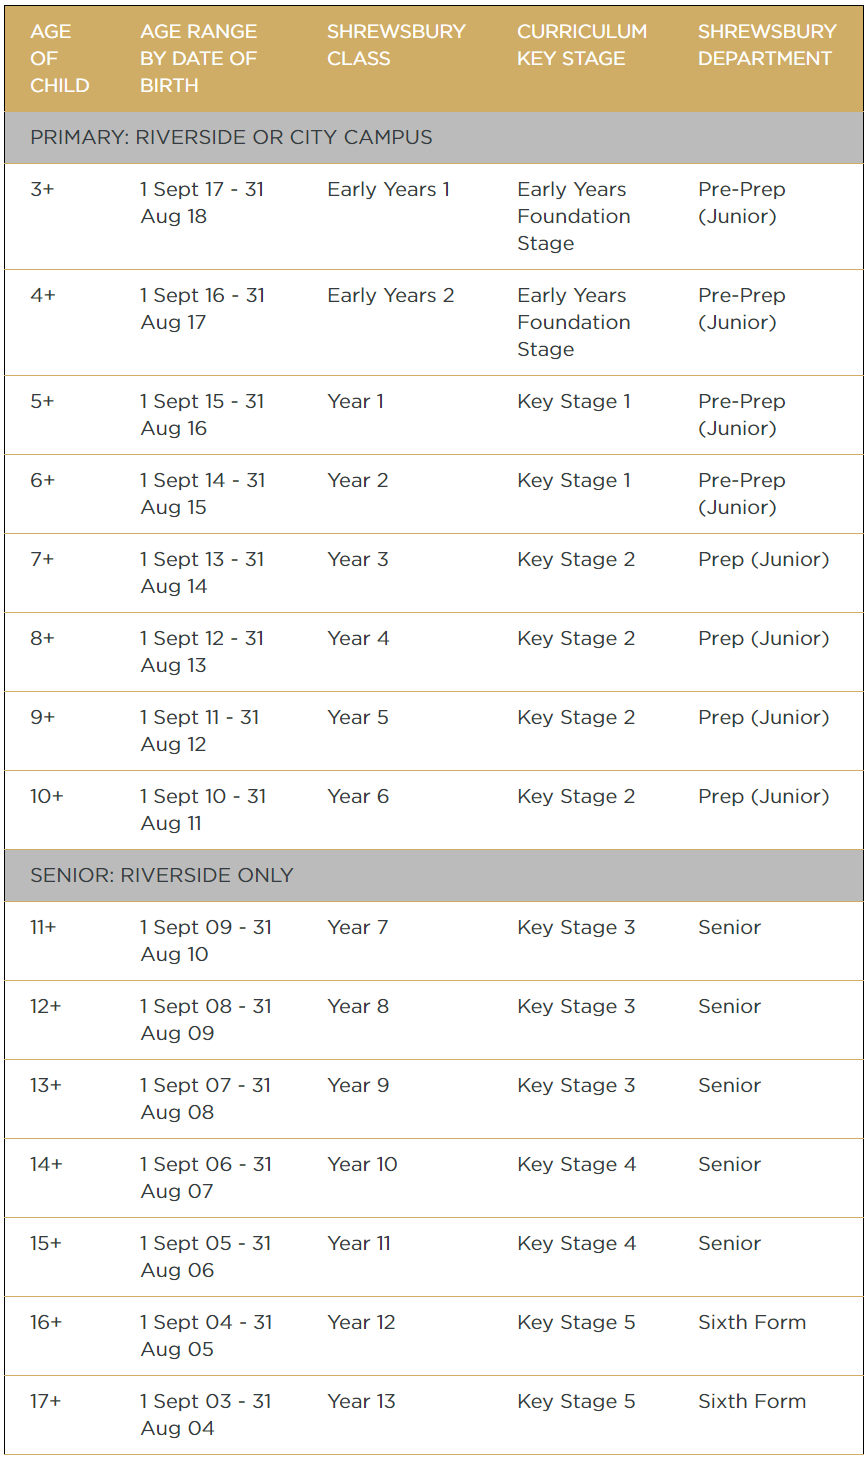 AGE OF CHILD AGE RANGE BY DATE OF BIRTH SHREWSBURY CLASS CURRICULUM KEY STAGE SHREWSBURY DEPARTMENT
PRIMARY: RIVERSIDE OR CITY CAMPUS
3+ 1 Sept 17 - 31 Aug 18 Early Years 1 Early Years Foundation Stage Pre-Prep (Junior)
4+ 1 Sept 16 - 31 Aug 17 Early Years 2 Early Years Foundation Stage Pre-Prep (Junior)
5+ 1 Sept 15 - 31 Aug 16 Year 1 Key Stage 1 Pre-Prep (Junior)
6+ 1 Sept 14 - 31 Aug 15 Year 2 Key Stage 1 Pre-Prep (Junior)
7+ 1 Sept 13 - 31 Aug 14 Year 3 Key Stage 2 Prep (Junior)
8+ 1 Sept 12 - 31 Aug 13 Year 4 Key Stage 2 Prep (Junior)
9+ 1 Sept 11 - 31 Aug 12 Year 5 Key Stage 2 Prep (Junior)
10+ 1 Sept 10 - 31 Aug 11 Year 6 Key Stage 2 Prep (Junior)
SENIOR: RIVERSIDE ONLY
11+ 1 Sept 09 - 31 Aug 10 Year 7 Key Stage 3 Senior
12+ 1 Sept 08 - 31 Aug 09 Year 8 Key Stage 3 Senior
13+ 1 Sept 07 - 31 Aug 08 Year 9 Key Stage 3 Senior
14+ 1 Sept 06 - 31 Aug 07 Year 10 Key Stage 4 Senior
15+ 1 Sept 05 - 31 Aug 06 Year 11 Key Stage 4 Senior
16+ 1 Sept 04 - 31 Aug 05 Year 12 Key Stage 5 Sixth Form
17+ 1 Sept 03 - 31 Aug 04 Year 13 Key Stage 5 Sixth Form